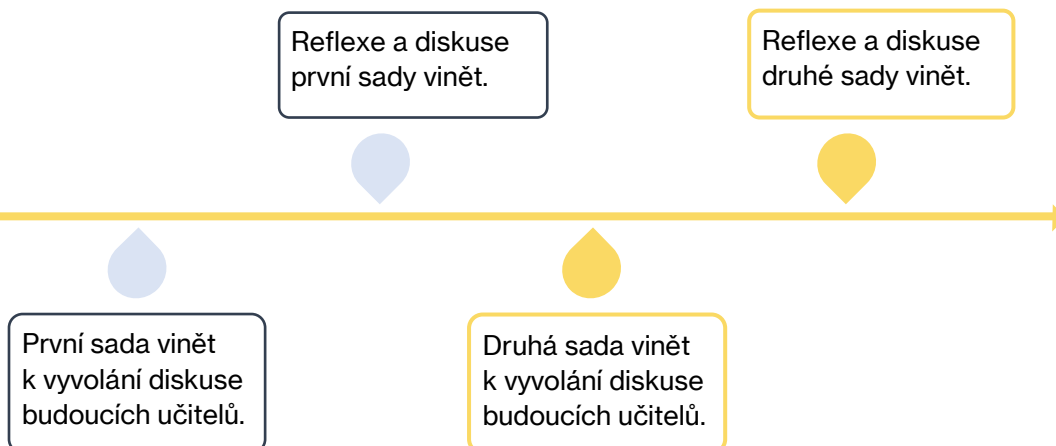 Reflexe a diskuse
první sady vinět.
Reflexe a diskuse
druhé sady vinět.
První sada vinět
k vyvolání diskuse
budoucích učitelů.
Druhá sada vinět
k vyvolání diskuse
budoucích učitelů.